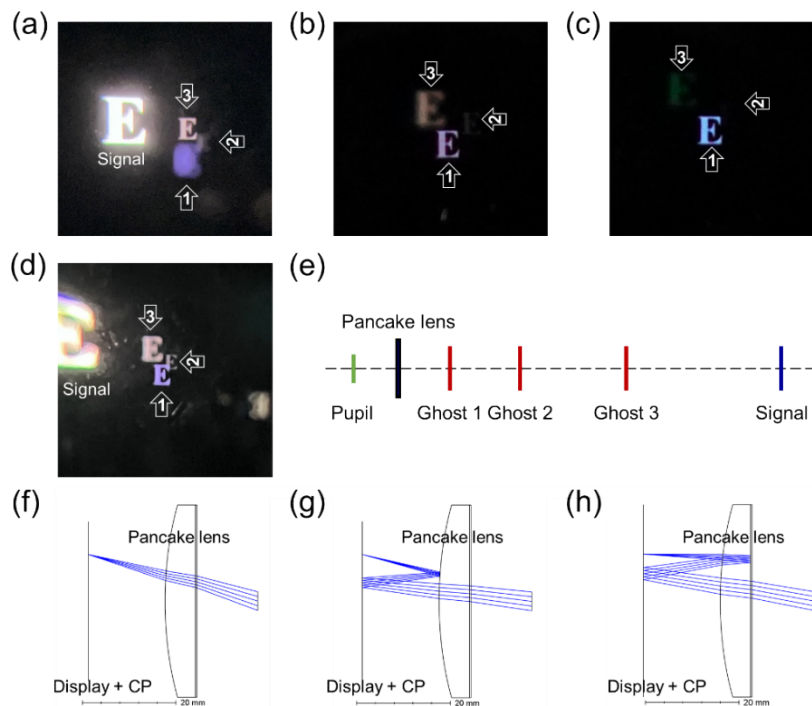 (a)
E
Signal
3
E
2
1
(b)
3
E
E
2
E
1
(c)
3
E
2
E
1
(d)
E
Signal
3
E
E
2
E
1
(e)
Pancake lens
Pupil
Ghost 1
Ghost 2
Ghost 3
Signal
(f)
Pancake lens
Display + CP
20 mm
(g)
Pancake lens
Display + CP
20 mm
(h)
Pancake lens
Display + CP
20 mm